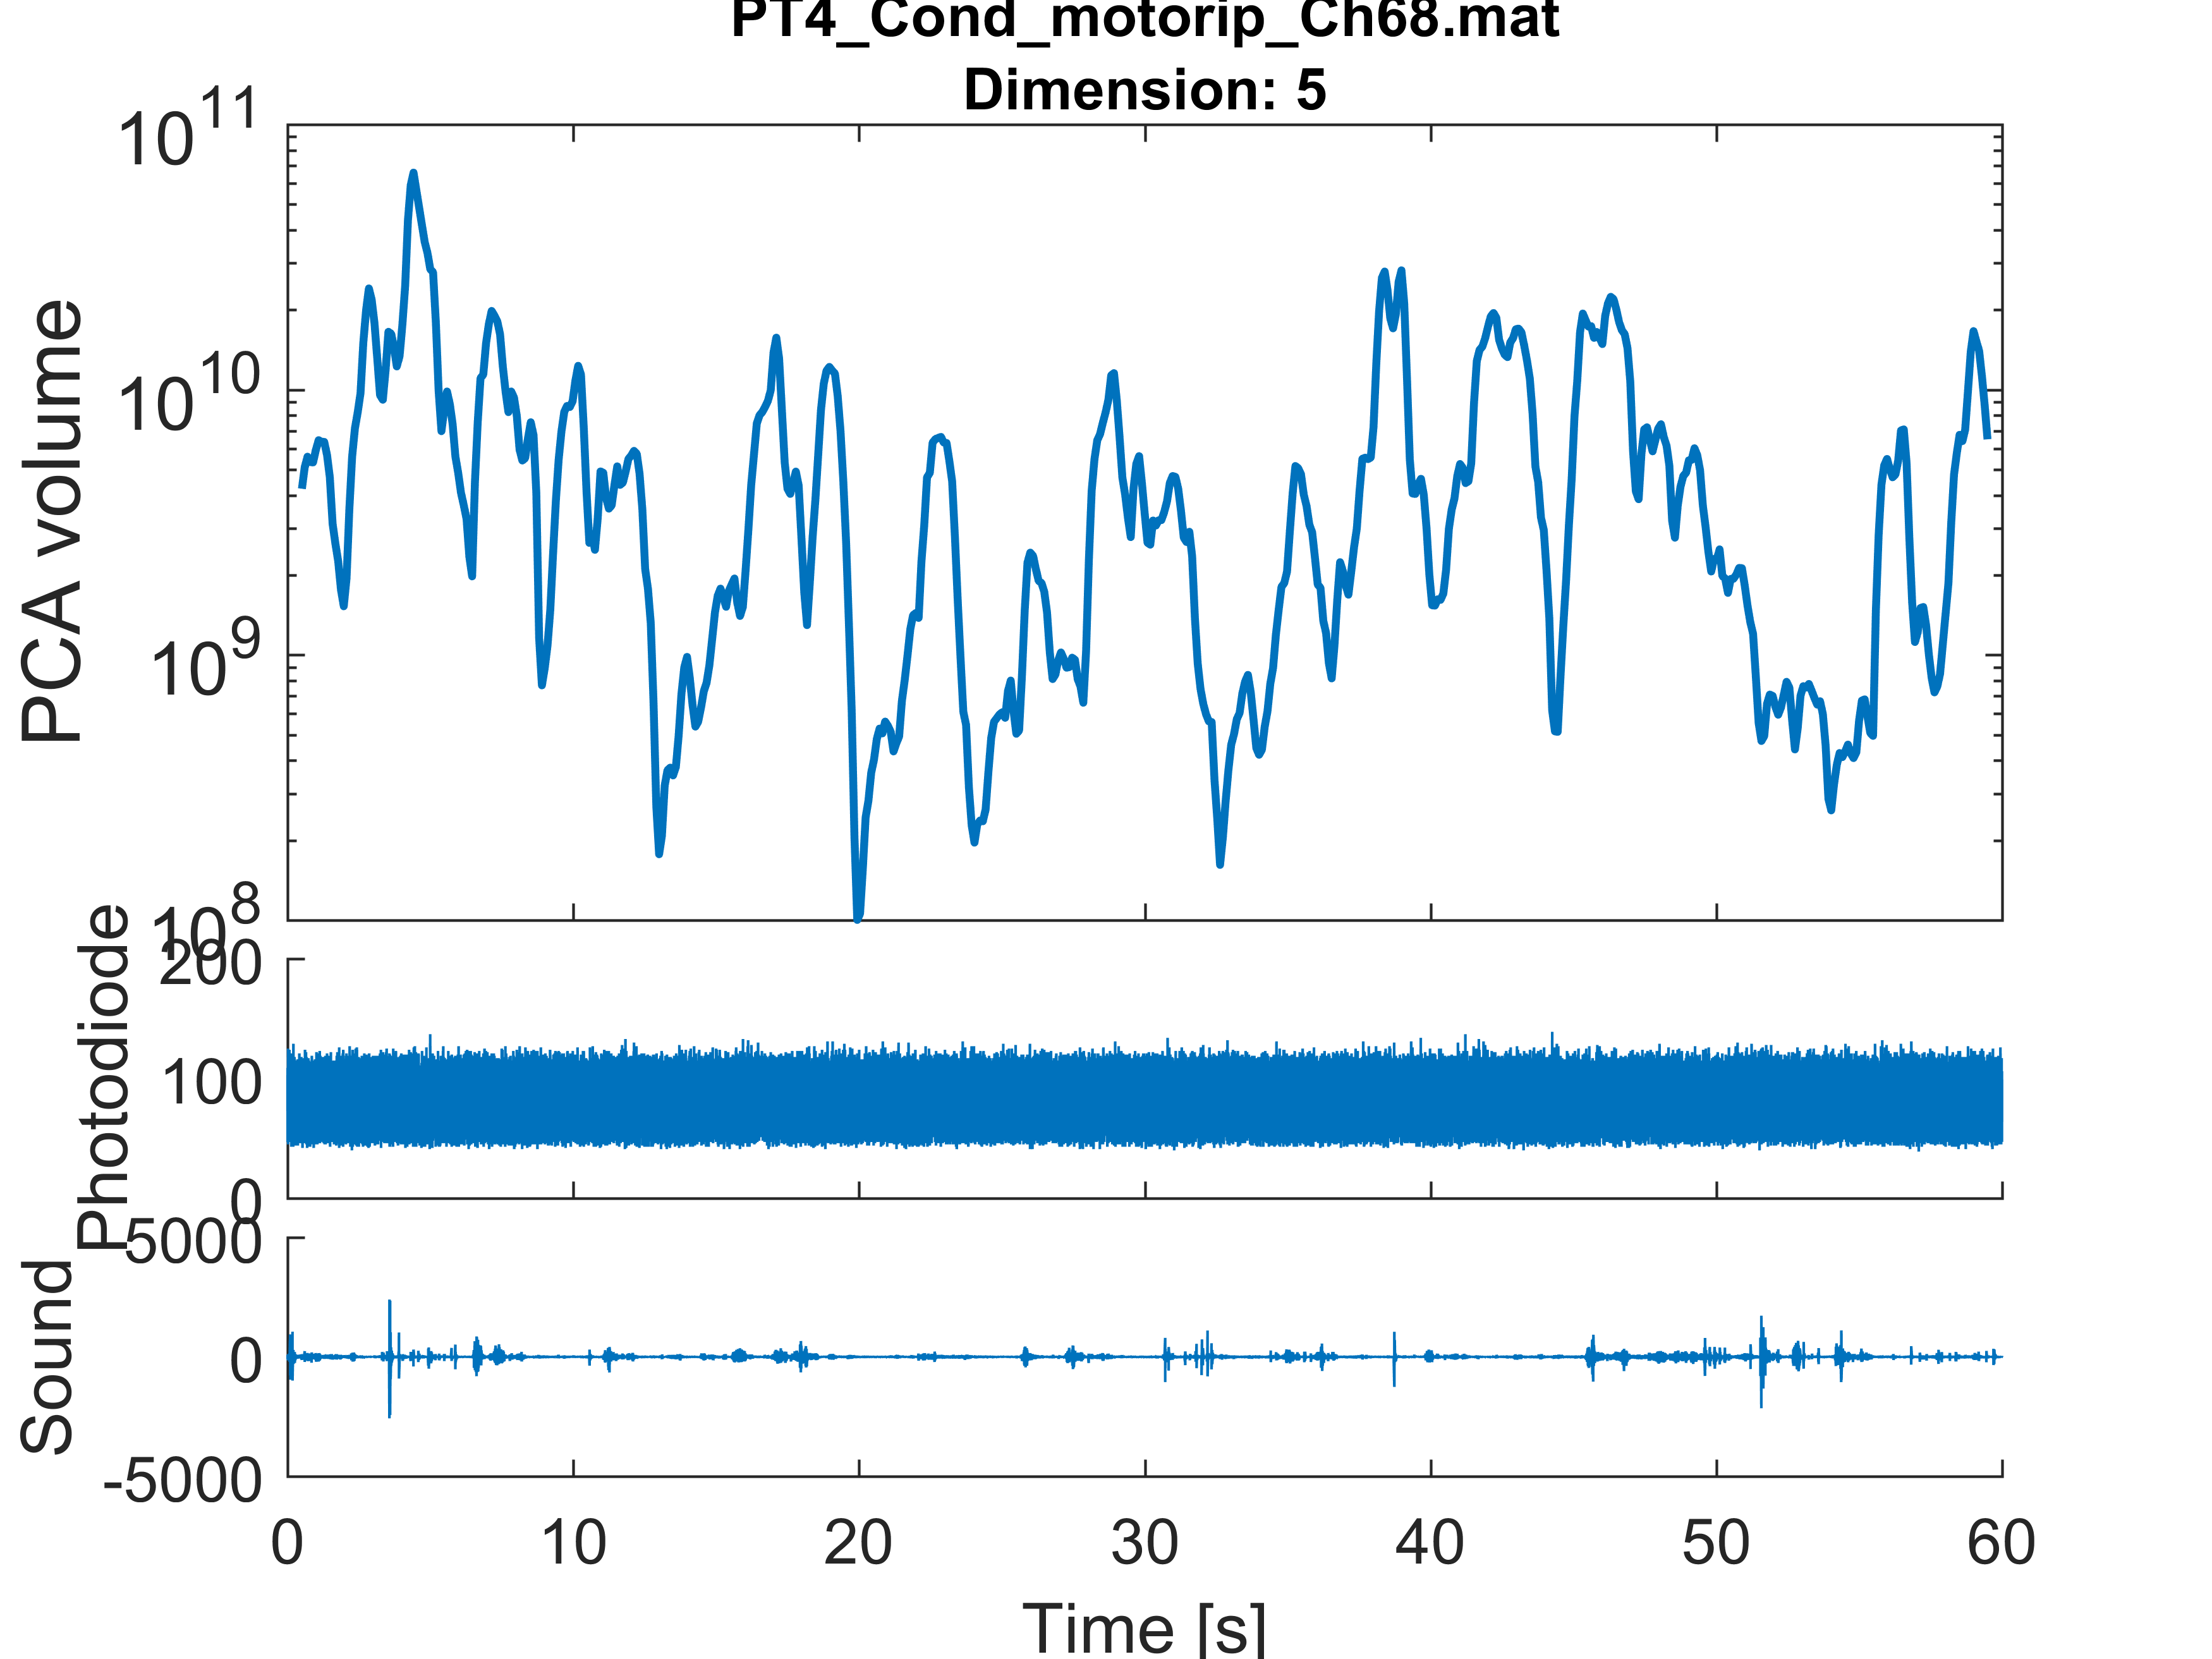 PT4_Cond_motorip_Ch68.mat
Dimension: 5
PCA volume
10^11
10^10
10^9
10^8
Photodiode
200
100
0
Sound
5000
0
-5000
0 10 20 30 40 50 60
Time [s]